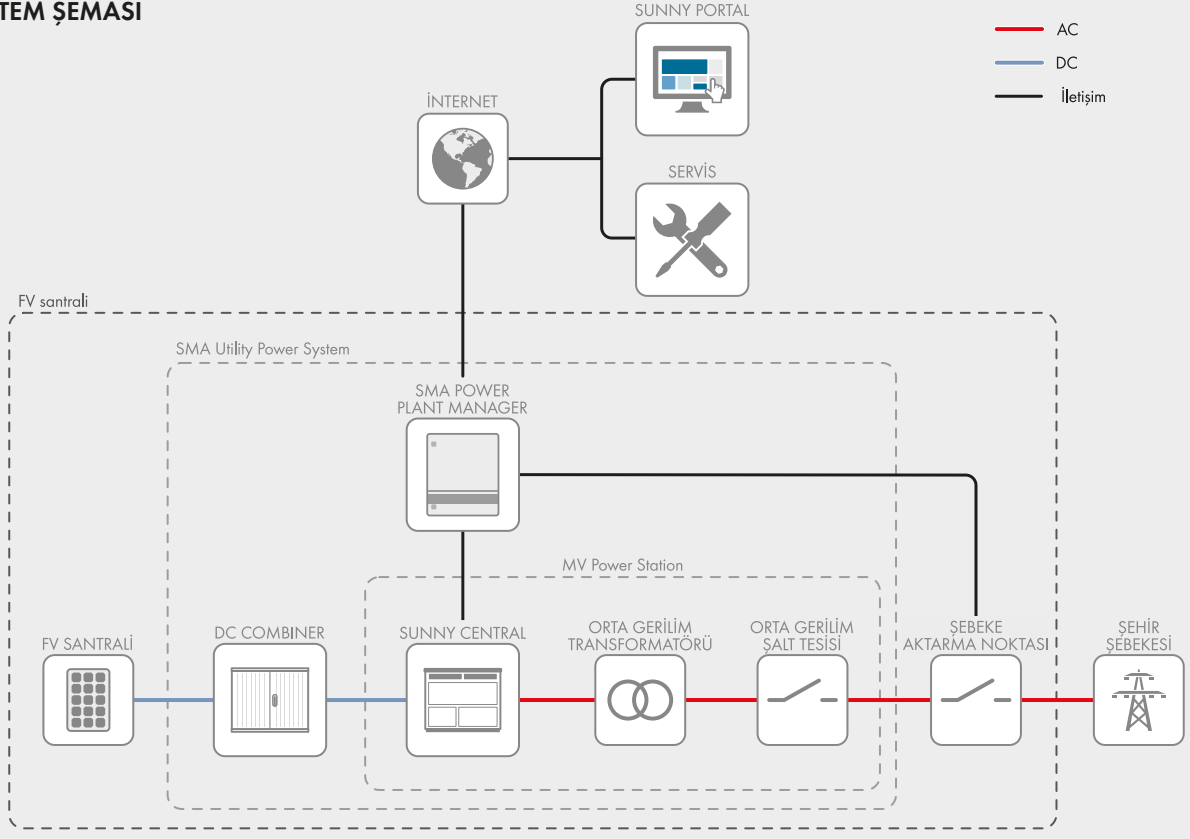 TEM ŞEMASI
SUNNY PORTAL
AC
DC
İletişim
İNTERNET
SERVİS
FV santrali
SMA Utility Power System
SMA POWER
PLANT MANAGER
MV Power Station
FV SANTRALİ
DC COMBINER
SUNNY CENTRAL
ORTA GERİLİM
TRANSFORMATÖRÜ
ORTA GERİLİM
ŞALT TESİSİ
ŞEBEKE
AKTARMA NOKTASI
ŞEHİR
ŞEBEKESİ